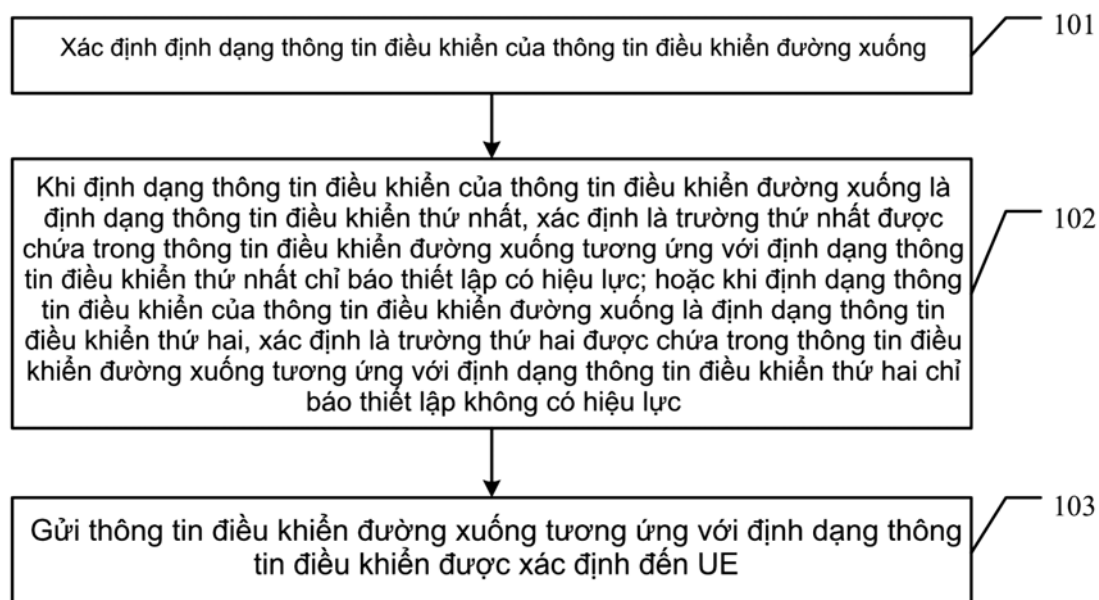 Xác định định dạng thông tin điều khiển của thông tin điều khiển đường xuống
101
Khi định dạng thông tin điều khiển của thông tin điều khiển đường xuống là
định dạng thông tin điều khiển thứ nhất, xác định là trường thứ nhất được
chứa trong thông tin điều khiển đường xuống tương ứng với định dạng thông
tin điều khiển thứ nhất chỉ báo thiết lập có hiệu lực; hoặc khi định dạng thông
tin điều khiển của thông tin điều khiển đường xuống là định dạng thông tin
điều khiển thứ hai, xác định là trường thứ hai được chứa trong thông tin điều
khiển đường xuống tương ứng với định dạng thông tin điều khiển thứ hai chỉ
báo thiết lập không có hiệu lực
102
Gửi thông tin điều khiển đường xuống tương ứng với định dạng thông
tin điều khiển được xác định đến UE
103